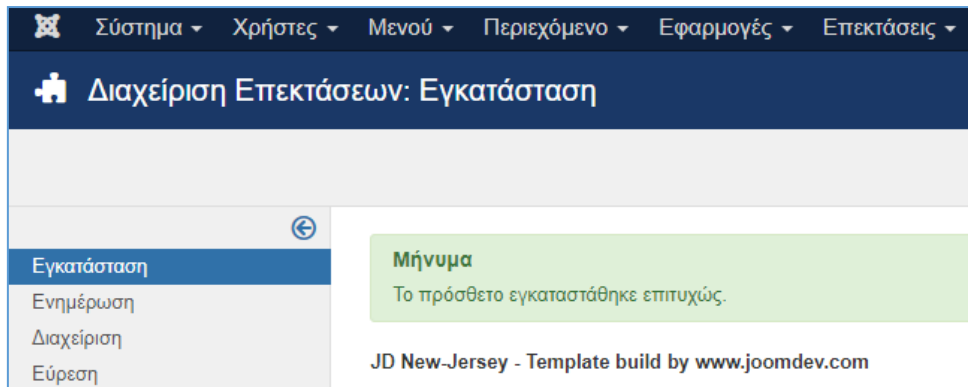 Σύστημα Χρήστες Μενού Περιεχόμενο Εφαρμογές Επεκτάσεις
Διαχείριση Επεκτάσεων: Εγκατάσταση
Εγκατάσταση
Ενημέρωση
Διαχείριση
Εύρεση
Μήνυμα
Το πρόσθετο εγκαταστάθηκε επιτυχώς.
JD New-Jersey - Template build by www.joomdev.com